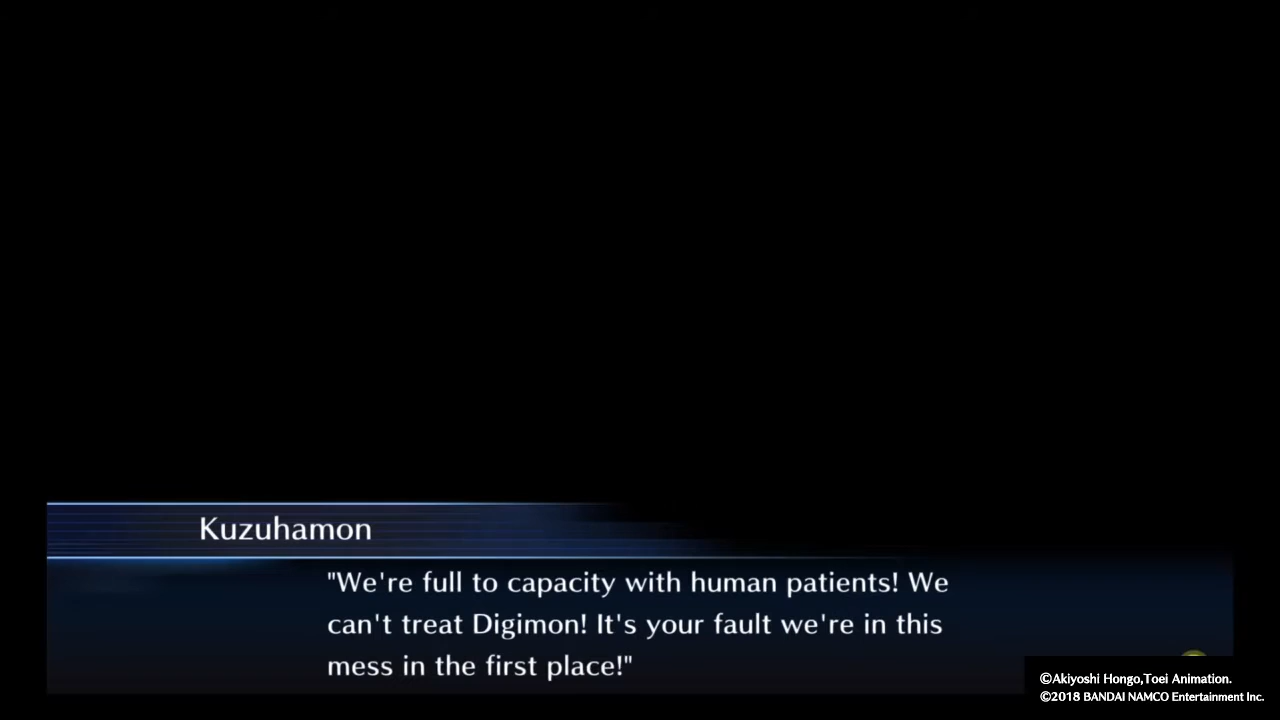 Kuzuhamon
"We're full to capacity with human patients! We
can't treat Digimon! It's your fault we're in this
mess in the first place!"
©Akiyoshi Hongo,Toei Animation.
©2018 BANDAI NAMCO Entertainment Inc.